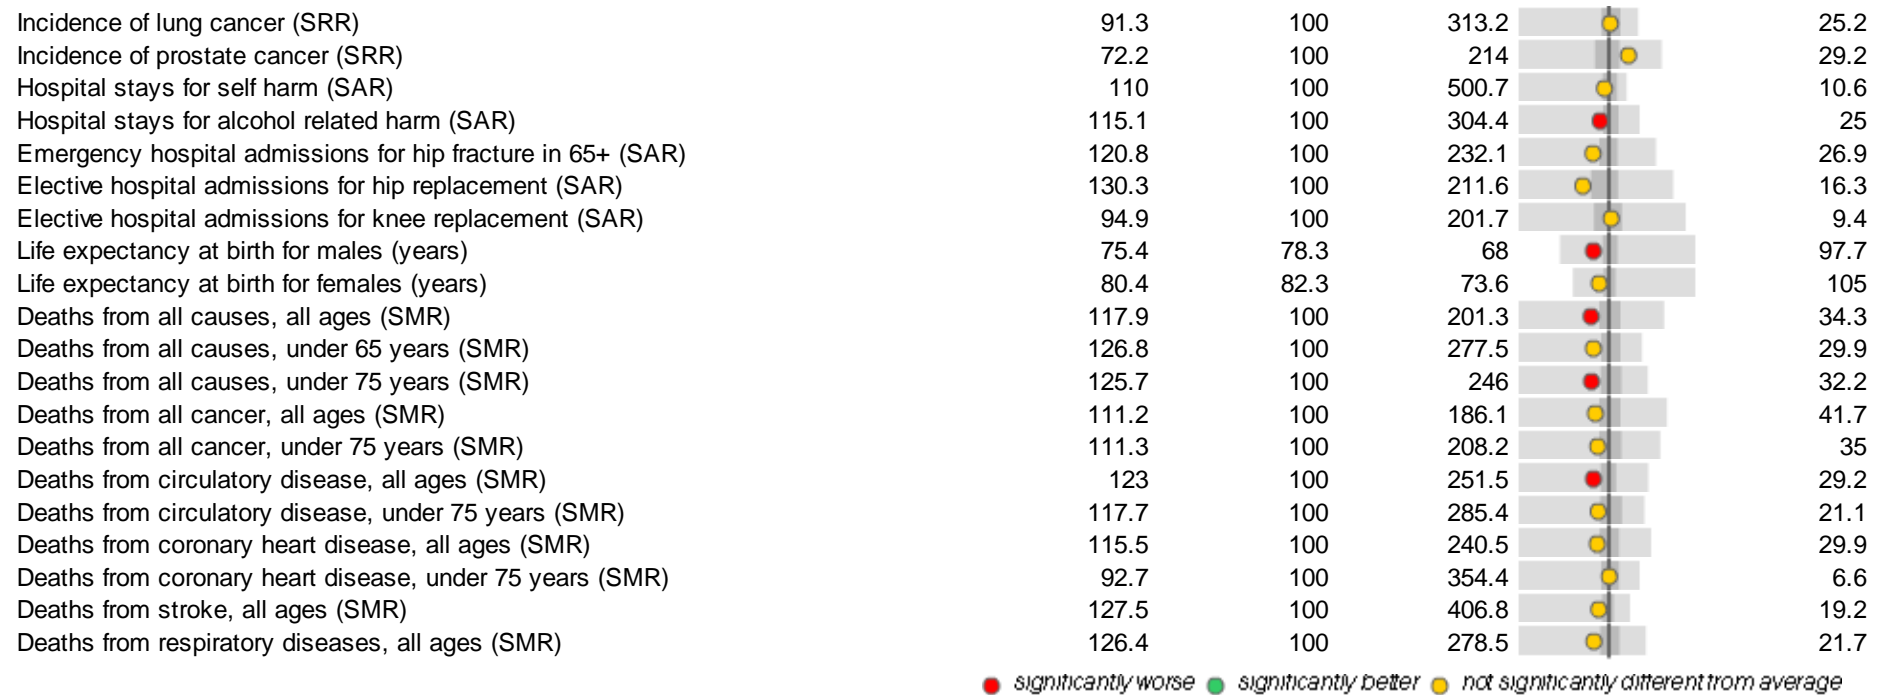 Incidence of lung cancer (SRR) 91.3 100 313.2 25.2
Incidence of prostate cancer (SRR) 72.2 100 214 29.2
Hospital stays for self harm (SAR) 110 100 500.7 10.6
Hospital stays for alcohol related harm (SAR) 115.1 100 304.4 25
Emergency hospital admissions for hip fracture in 65+ (SAR) 120.8 100 232.1 26.9
Elective hospital admissions for hip replacement (SAR) 130.3 100 211.6 16.3
Elective hospital admissions for knee replacement (SAR) 94.9 100 201.7 9.4
Life expectancy at birth for males (years) 75.4 78.3 68 97.7
Life expectancy at birth for females (years) 80.4 82.3 73.6 105
Deaths from all causes, all ages (SMR) 117.9 100 201.3 34.3
Deaths from all causes, under 65 years (SMR) 126.8 100 277.5 29.9
Deaths from all causes, under 75 years (SMR) 125.7 100 246 32.2
Deaths from all cancer, all ages (SMR) 111.2 100 186.1 41.7
Deaths from all cancer, under 75 years (SMR) 111.3 100 208.2 35
Deaths from circulatory disease, all ages (SMR) 123 100 251.5 29.2
Deaths from circulatory disease, under 75 years (SMR) 117.7 100 285.4 21.1
Deaths from coronary heart disease, all ages (SMR) 115.5 100 240.5 29.9
Deaths from coronary heart disease, under 75 years (SMR) 92.7 100 354.4 6.6
Deaths from stroke, all ages (SMR) 127.5 100 406.8 19.2
Deaths from respiratory diseases, all ages (SMR) 126.4 100 278.5 21.7
significantly worse significantly better not significantly different from average